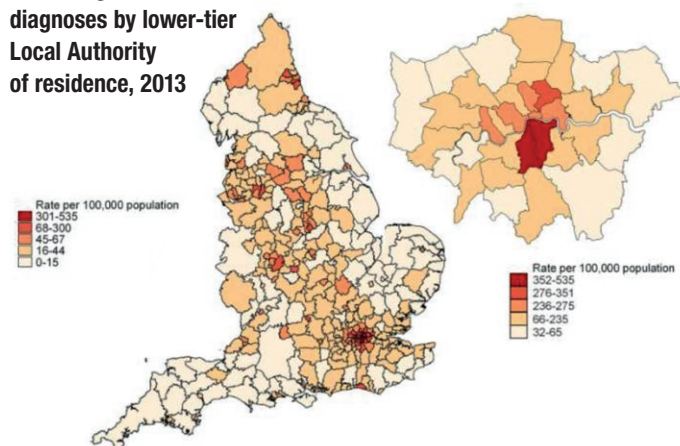 diagnoses by lower-tier
Local Authority
of residence, 2013
Rate per 100,000 population
301-535
68-300
45-67
16-44
0-15
Rate per 100,000 population
352-535
276-351
236-275
66-235
32-65